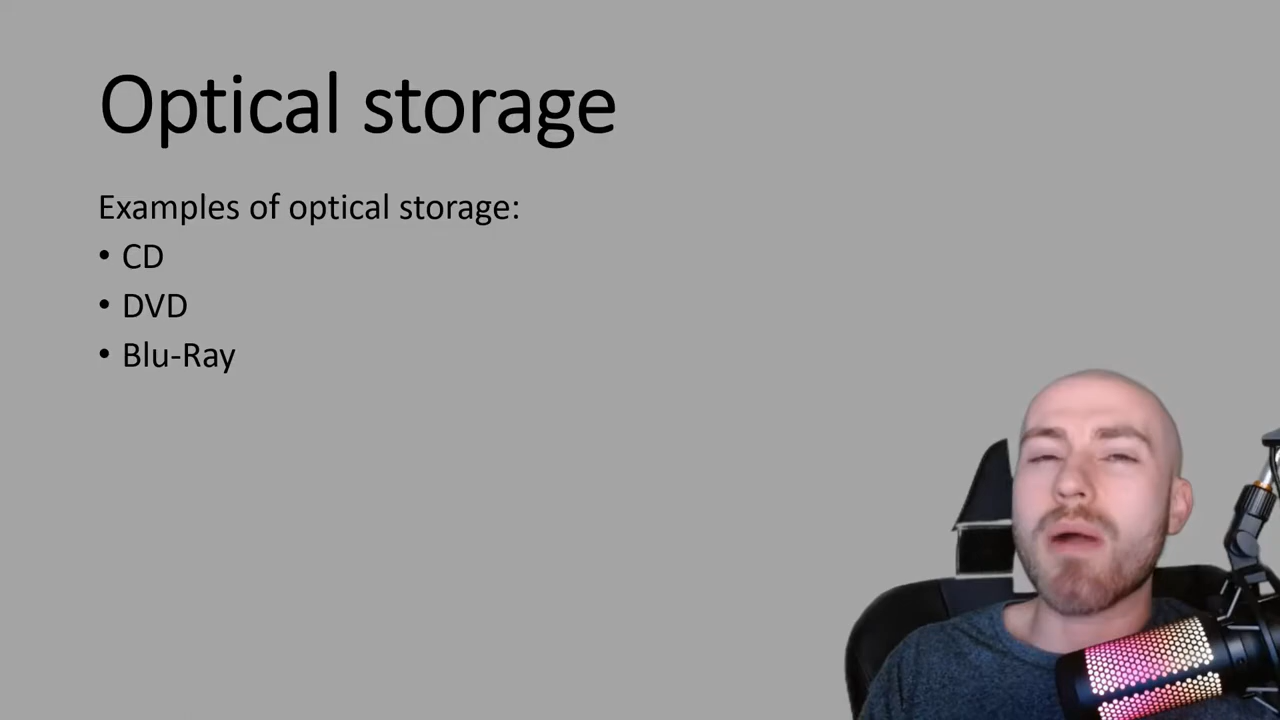 Optical storage
Examples of optical storage:
• CD
• DVD
• Blu-Ray